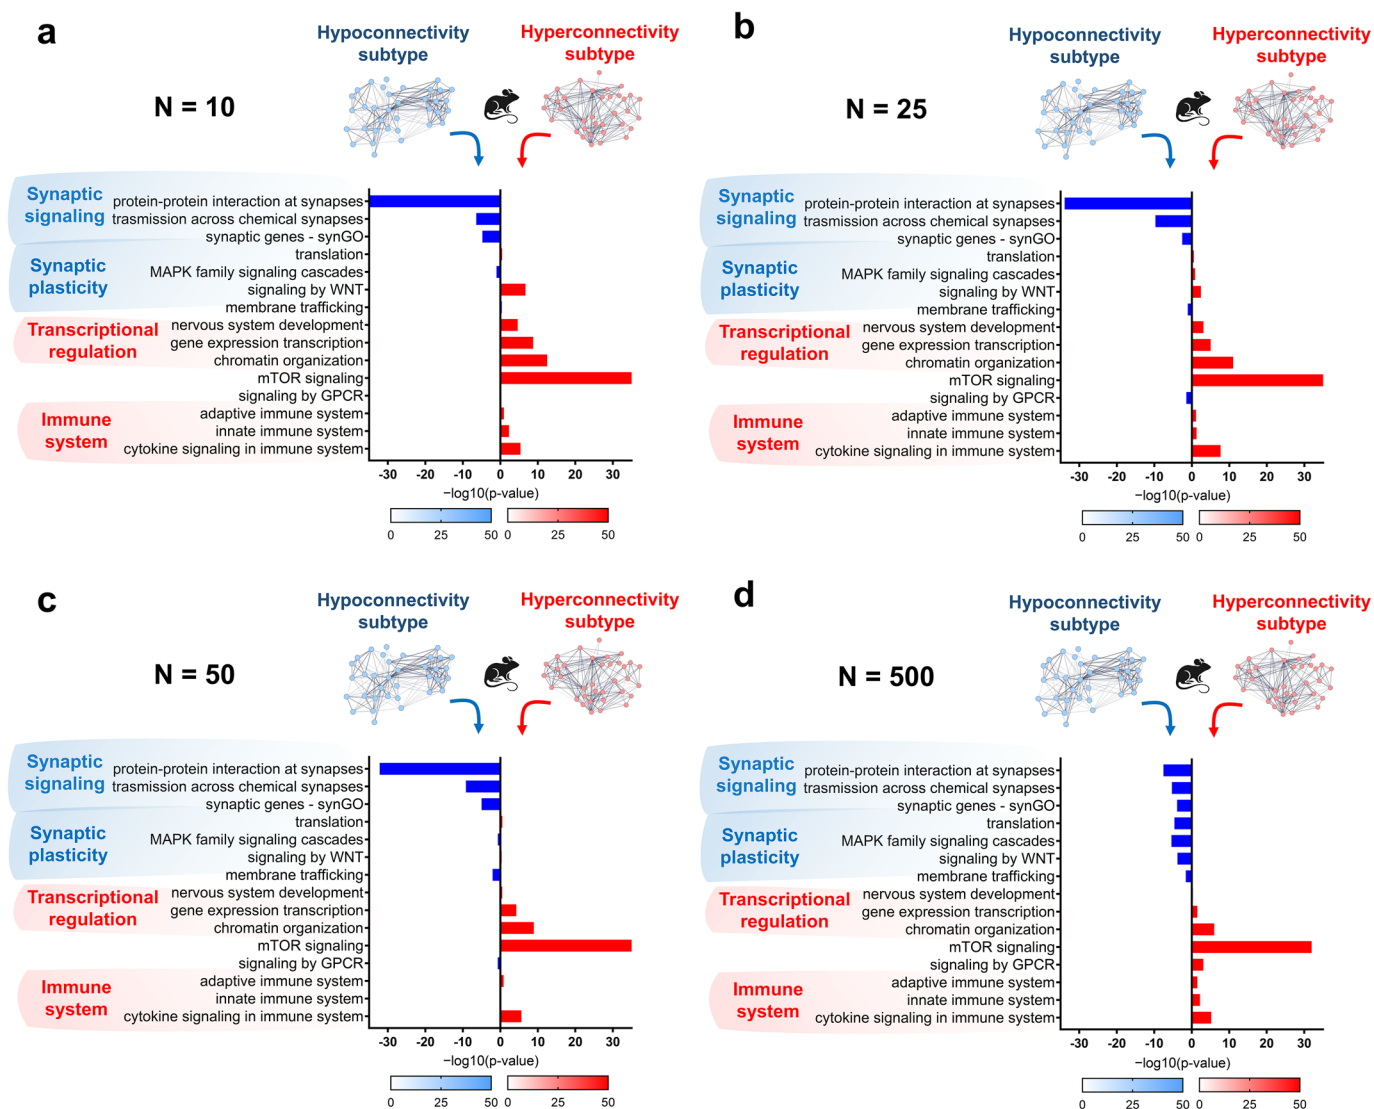 a
Hypoconnectivity
subtype
Hyperconnectivity
subtype
N = 10
Synaptic
signaling
Synaptic
plasticity
Transcriptional
regulation
Immune
system
protein-protein interaction at synapses
trasmission across chemical synapses
synaptic genes - synGO
translation
MAPK family signaling cascades
signaling by WNT
membrane trafficking
nervous system development
gene expression transcription
chromatin organization
mTOR signaling
signaling by GPCR
adaptive immune system
innate immune system
cytokine signaling in immune system
-30 -20 -10 0 10 20 30
−log10(p-value)
0 25 50 0 25 50
b
Hypoconnectivity
subtype
Hyperconnectivity
subtype
N = 25
Synaptic
signaling
Synaptic
plasticity
Transcriptional
regulation
Immune
system
protein-protein interaction at synapses
trasmission across chemical synapses
synaptic genes - synGO
translation
MAPK family signaling cascades
signaling by WNT
membrane trafficking
nervous system development
gene expression transcription
chromatin organization
mTOR signaling
signaling by GPCR
adaptive immune system
innate immune system
cytokine signaling in immune system
-30 -20 -10 0 10 20 30
−log10(p-value)
0 25 50 0 25 50
c
Hypoconnectivity
subtype
Hyperconnectivity
subtype
N = 50
Synaptic
signaling
Synaptic
plasticity
Transcriptional
regulation
Immune
system
protein-protein interaction at synapses
trasmission across chemical synapses
synaptic genes - synGO
translation
MAPK family signaling cascades
signaling by WNT
membrane trafficking
nervous system development
gene expression transcription
chromatin organization
mTOR signaling
signaling by GPCR
adaptive immune system
innate immune system
cytokine signaling in immune system
-30 -20 -10 0 10 20 30
−log10(p-value)
0 25 50 0 25 50
d
Hypoconnectivity
subtype
Hyperconnectivity
subtype
N = 500
Synaptic
signaling
Synaptic
plasticity
Transcriptional
regulation
Immune
system
protein-protein interaction at synapses
trasmission across chemical synapses
synaptic genes - synGO
translation
MAPK family signaling cascades
signaling by WNT
membrane trafficking
nervous system development
gene expression transcription
chromatin organization
mTOR signaling
signaling by GPCR
adaptive immune system
innate immune system
cytokine signaling in immune system
-30 -20 -10 0 10 20 30
−log10(p-value)
0 25 50 0 25 50